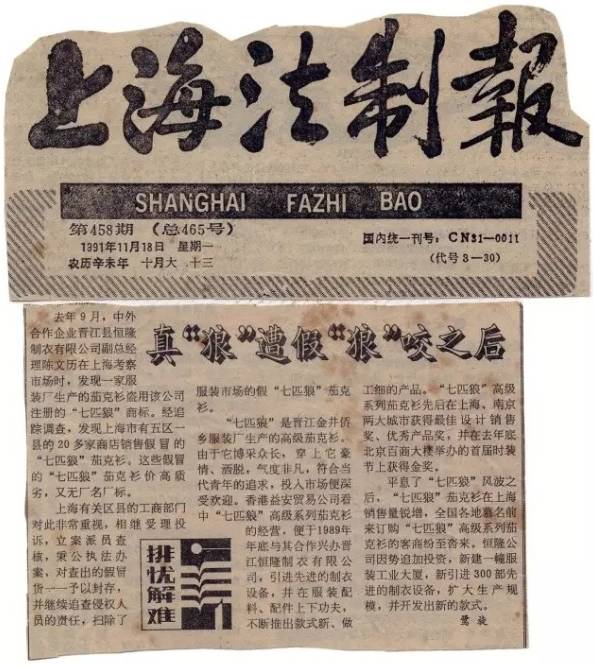 上海法制報
SHANGHAI FAZHI BAO
第458期（总465号）
1991年11月18日 星期一
农历辛未年 十月大 十三
国内统一刊号：CN31—0011
（代号3—30）
真“狼”遭假“狼”咬之后
去年9月，中外
合作企业晋江县恒隆
制衣有限公司副总经
理陈文历在上海考察
市场时，发现一家服
装厂生产的茄克衫盗用该公司
注册的“七匹狼”商标。经追
踪调查，发现上海市有五区一
县的20多家商店销售假冒的
“七匹狼”茄克衫。这些假冒
的“七匹狼”茄克衫价高质
劣，又无厂名厂标。
上海有关区县的工商部门
对此非常重视，相继受理投
诉，立案派员查
核，秉公执法办
案，对查出的假冒
货一一予以封存，
并继续追查侵权人
员的责任，扫除了
服装市场的假“七匹狼”茄克
衫。
“七匹狼”是晋江金井侨
乡服装厂生产的高级茄克衫。
由于它博采众长，穿上它豪
情、洒脱，气度非凡，符合当
代青年的追求，投入市场便深
受欢迎。香港益安贸易公司看
中“七匹狼”高级系列茄克衫
的经营，便于1989年
年底与其合作兴办晋
江恒隆制衣有限公
司，引进先进的制衣
设备，并在服装配
料、配件上下功夫，
不断推出款式新、做
工细的产品。“七匹狼”高级
系列茄克衫先后在上海、南京
两大城市获得最佳设计销售
奖、优秀产品奖，并在去年底
北京百商大楼举办的首届时装
节上获得金奖。
平息了“七匹狼”风波之
后，“七匹狼”茄克衫在上海
销售量锐增，全国各地慕名前
来订购“七匹狼”高级系列茄
克衫的客商纷至沓来。恒隆公
司因势追加投资，新建一幢服
装工业大厦，新引进300部先
进的制衣设备，扩大生产规
模，并开发出新的款式。
鹭旋
排忧
解难